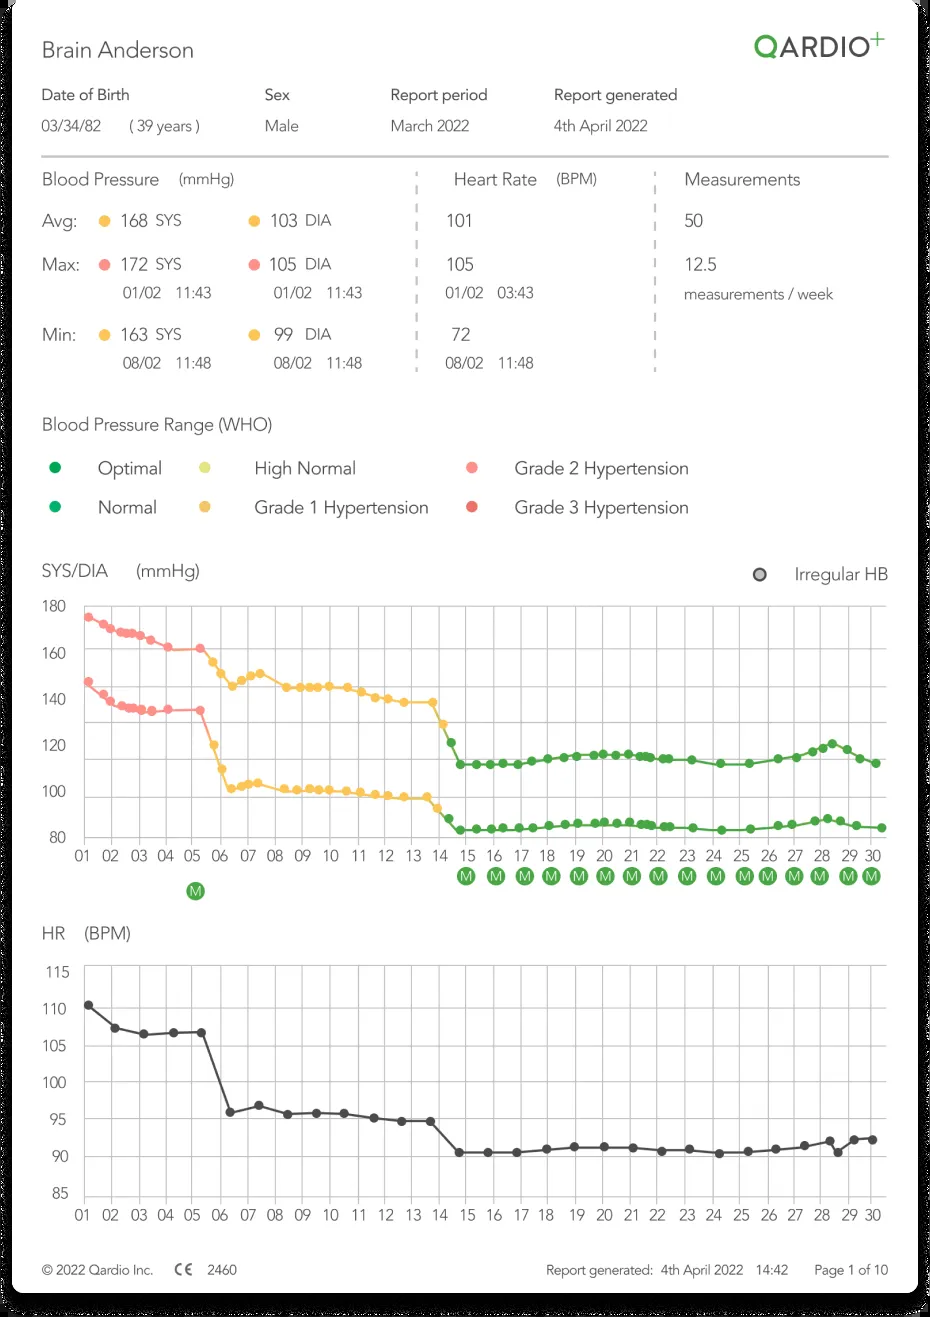 Brain Anderson
QARDIO+
Date of Birth Sex Report period Report generated
03/34/82 ( 39 years ) Male March 2022 4th April 2022
Blood Pressure (mmHg) Heart Rate (BPM) Measurements
Avg: 168 SYS 103 DIA 101 50
Max: 172 SYS 105 DIA 105 12.5
01/02 11:43 01/02 11:43 01/02 03:43 measurements / week
Min: 163 SYS 99 DIA 72
08/02 11:48 08/02 11:48 08/02 11:48
Blood Pressure Range (WHO)
Optimal High Normal Grade 2 Hypertension
Normal Grade 1 Hypertension Grade 3 Hypertension
SYS/DIA (mmHg) Irregular HB
180
160
140
120
100
80
01 02 03 04 05 06 07 08 09 10 11 12 13 14 15 16 17 18 19 20 21 22 23 24 25 26 27 28 29 30
M M M M M M M M M M M M M M M M
M
HR (BPM)
115
110
105
100
95
90
85
01 02 03 04 05 06 07 08 09 10 11 12 13 14 15 16 17 18 19 20 21 22 23 24 25 26 27 28 29 30
© 2022 Qardio Inc. CE 2460 Report generated: 4th April 2022 14:42 Page 1 of 10